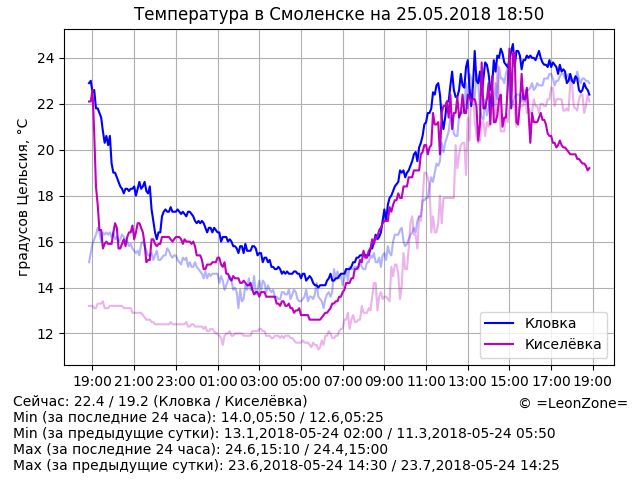 Температура в Смоленске на 25.05.2018 18:50
градусов Цельсия, °C
24
22
20
18
16
14
12
Кловка
Киселёвка
19:00 21:00 23:00 01:00 03:00 05:00 07:00 09:00 11:00 13:00 15:00 17:00 19:00
Сейчас: 22.4 / 19.2 (Кловка / Киселёвка)
© =LeonZone=
Min (за последние 24 часа): 14.0,05:50 / 12.6,05:25
Min (за предыдущие сутки): 13.1,2018-05-24 02:00 / 11.3,2018-05-24 05:50
Max (за последние 24 часа): 24.6,15:10 / 24.4,15:00
Max (за предыдущие сутки): 23.6,2018-05-24 14:30 / 23.7,2018-05-24 14:25